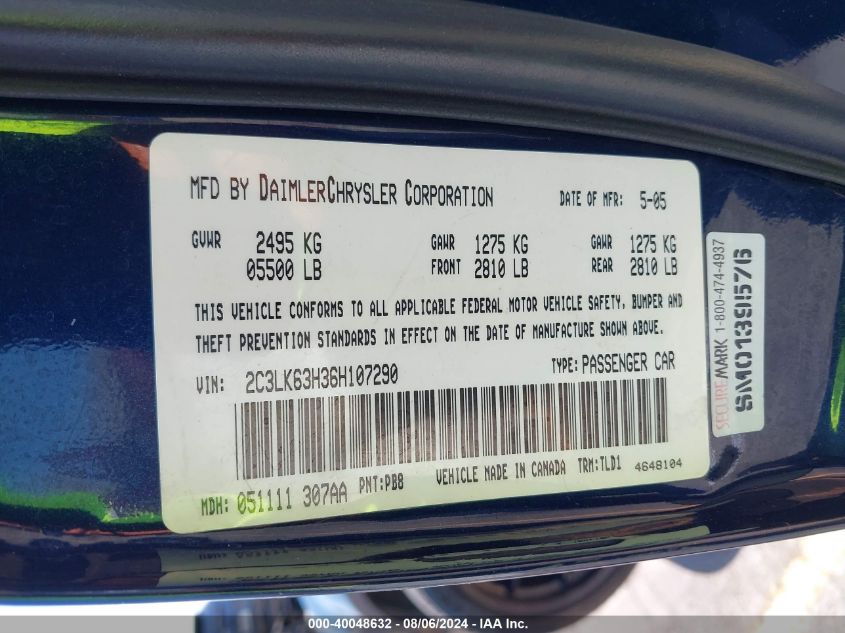 MFD BY DAIMLERCHRYSLER CORPORATION DATE OF MFR: 5-05
GVWR 2495 KG GAWR 1275 KG GAWR 1275 KG
05500 LB FRONT 2810 LB REAR 2810 LB
THIS VEHICLE CONFORMS TO ALL APPLICABLE FEDERAL MOTOR VEHICLE SAFETY, BUMPER AND
THEFT PREVENTION STANDARDS IN EFFECT ON THE DATE OF MANUFACTURE SHOWN ABOVE.
VIN: 2C3LK63H36H107290 TYPE: PASSENGER CAR
MDH: 051111 307AA PNT:PB8 VEHICLE MADE IN CANADA TRM:TLD1 4648104
SECUREMARK 1-800-474-4937
SM0139576
000-40048632 - 08/06/2024 - IAA Inc.